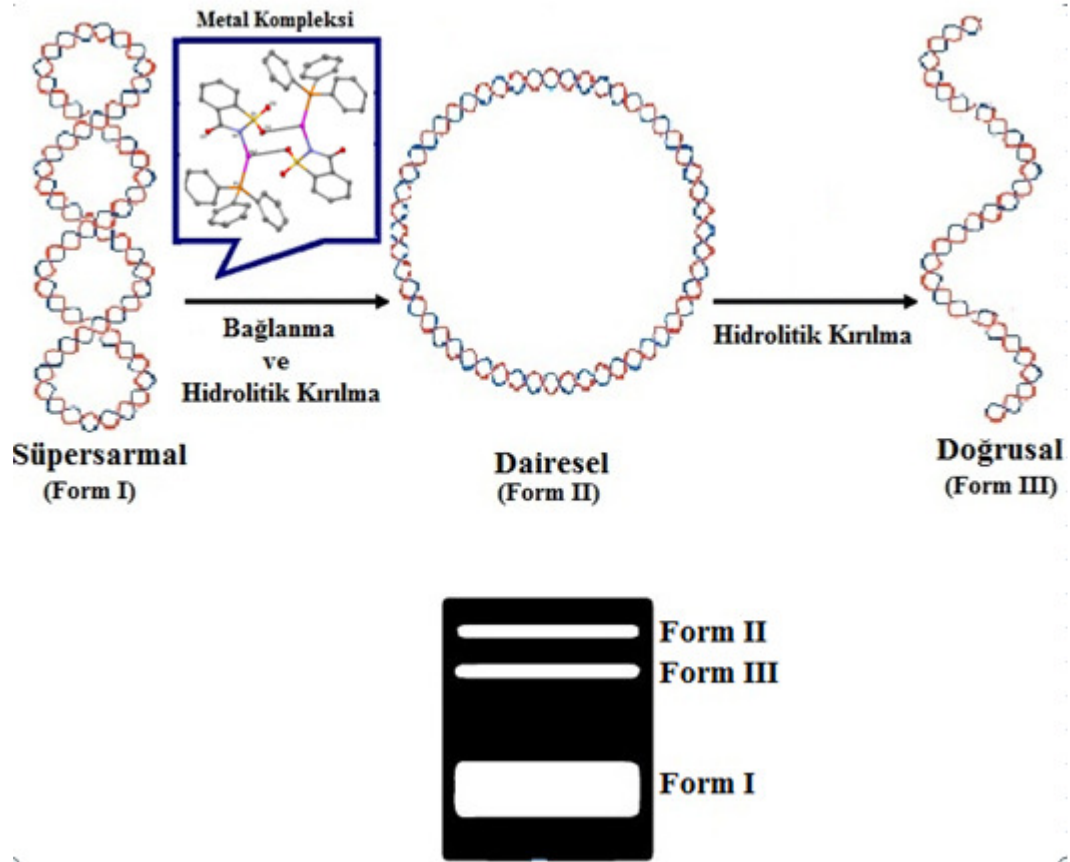 Metal Kompleksi
Bağlanma
ve
Hidrolitik Kırılma
Hidrolitik Kırılma
Süpersarmal
(Form I)
Dairesel
(Form II)
Doğrusal
(Form III)
Form II
Form III
Form I